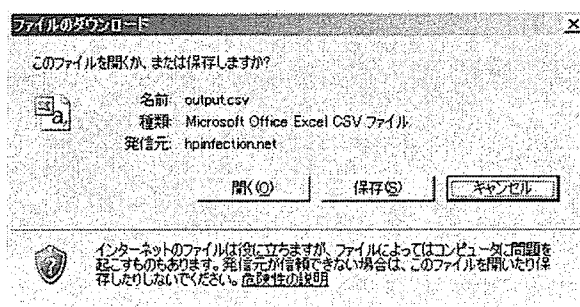 ファイルのダウンロード
このファイルを開くか、または保存しますか?
名前: output.csv
種類: Microsoft Office Excel CSV ファイル
発信元: hpinfection.net
開く(O) 保存(S) キャンセル
インターネットのファイルは役に立ちますが、ファイルによってはコンピュータに問題を
起こすものもあります。発信元が信頼できない場合は、このファイルを開いたり保
存したりしないでください。危険性の説明